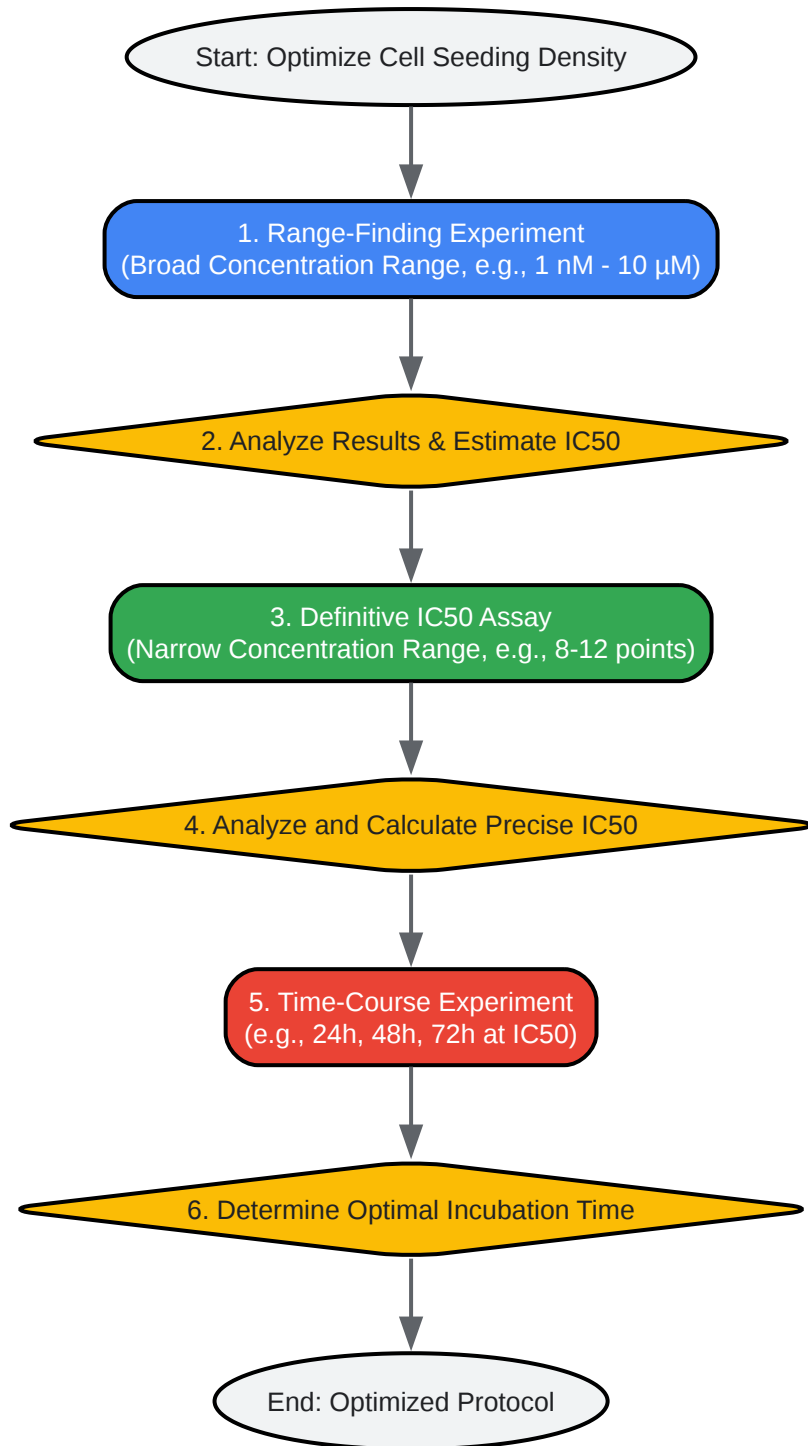 Start: Optimize Cell Seeding Density
1. Range-Finding Experiment
(Broad Concentration Range, e.g., 1 nM - 10 µM)
2. Analyze Results & Estimate IC50
3. Definitive IC50 Assay
(Narrow Concentration Range, e.g., 8-12 points)
4. Analyze and Calculate Precise IC50
5. Time-Course Experiment
(e.g., 24h, 48h, 72h at IC50)
6. Determine Optimal Incubation Time
End: Optimized Protocol